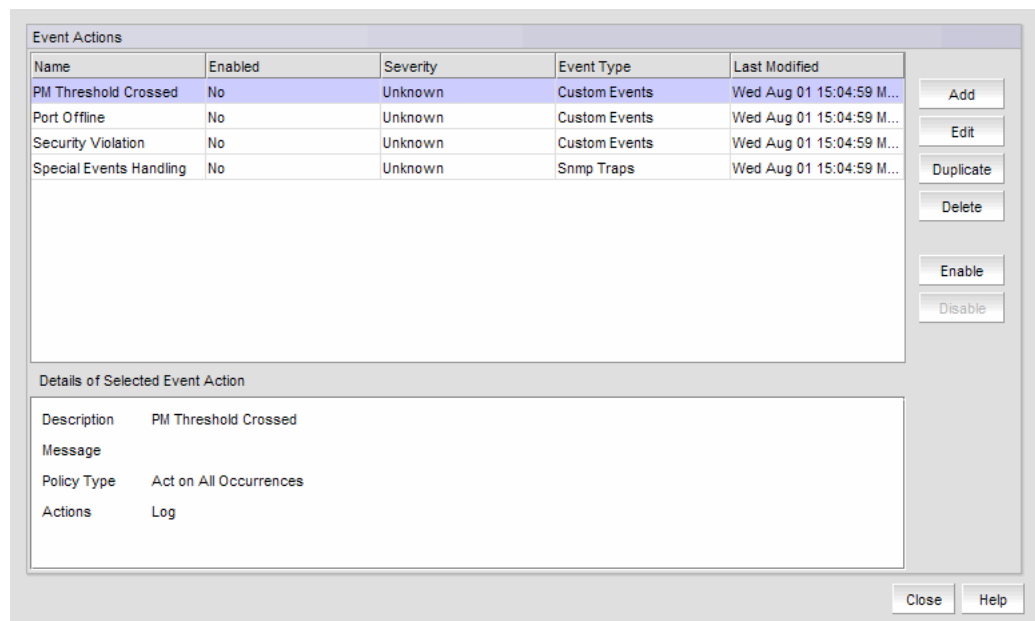 Event Actions
Name Enabled Severity Event Type Last Modified
PM Threshold Crossed No Unknown Custom Events Wed Aug 01 15:04:59 M...
Port Offline No Unknown Custom Events Wed Aug 01 15:04:59 M...
Security Violation No Unknown Custom Events Wed Aug 01 15:04:59 M...
Special Events Handling No Unknown Snmp Traps Wed Aug 01 15:04:59 M...
Add
Edit
Duplicate
Delete
Enable
Disable
Details of Selected Event Action
Description PM Threshold Crossed
Message
Policy Type Act on All Occurrences
Actions Log
Close Help